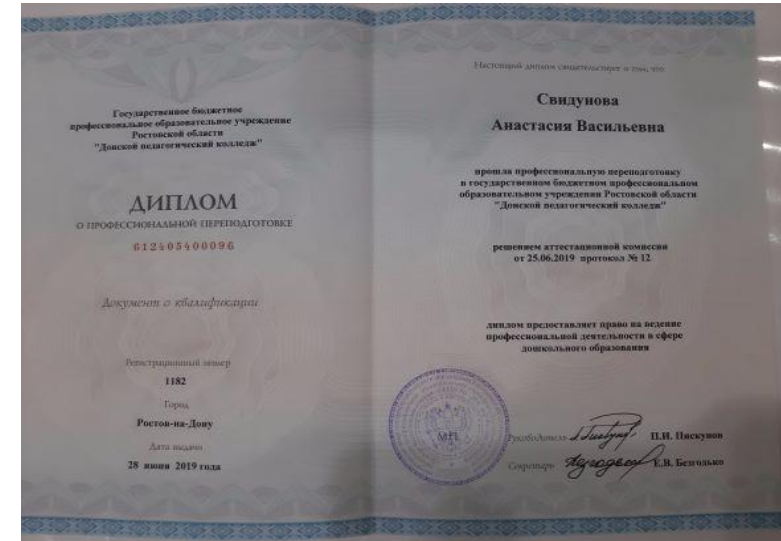 Государственное бюджетное
профессиональное образовательное учреждение
Ростовской области
"Донской педагогический колледж"
ДИПЛОМ
О ПРОФЕССИОНАЛЬНОЙ ПЕРЕПОДГОТОВКЕ
612405400096
Документ о квалификации
Регистрационный номер
1182
Город
Ростов-на-Дону
Дата выдачи
28 июня 2019 года
Настоящий диплом свидетельствует о том, что
Свидунова
Анастасия Васильевна
прошла профессиональную переподготовку
в государственном бюджетном профессиональном
образовательном учреждении Ростовской области
"Донской педагогический колледж"
решением аттестационной комиссии
от 25.06.2019 протокол № 12
диплом предоставляет право на ведение
профессиональной деятельности в сфере
дошкольного образования
М.П.
Руководитель П.И. Пискунов
Секретарь Е.В. Безгодько